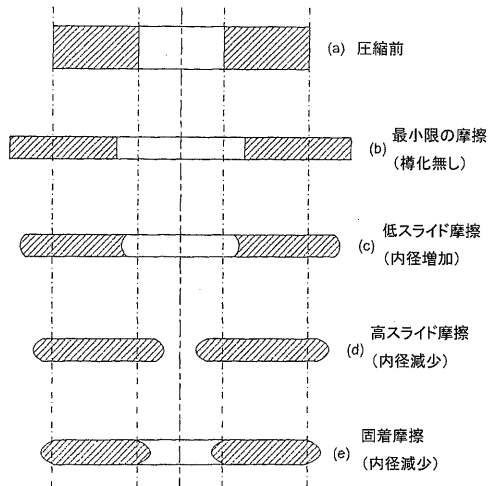 (a) 圧縮前
(b) 最小限の摩擦
(樽化無し)
(c) 低スライド摩擦
(内径増加)
(d) 高スライド摩擦
(内径減少)
(e) 固着摩擦
(内径減少)